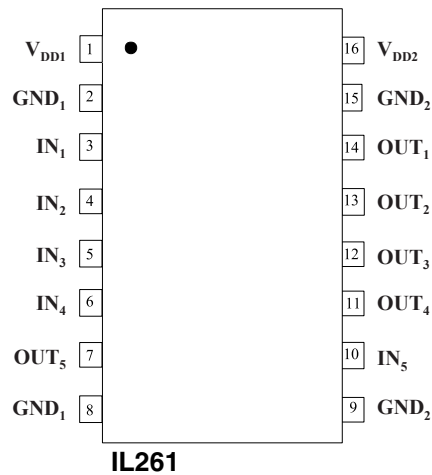 V_DD1 1 16 V_DD2
GND_1 2 15 GND_2
IN_1 3 14 OUT_1
IN_2 4 13 OUT_2
IN_3 5 12 OUT_3
IN_4 6 11 OUT_4
OUT_5 7 10 IN_5
GND_1 8 9 GND_2
IL261